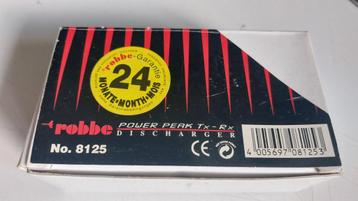 robbe-Garantie
24
MONATE•MONTH•MOIS
robbe POWER PEAK Tx-Rx
DISCHARGER
No. 8125
CE
4 005697 081253